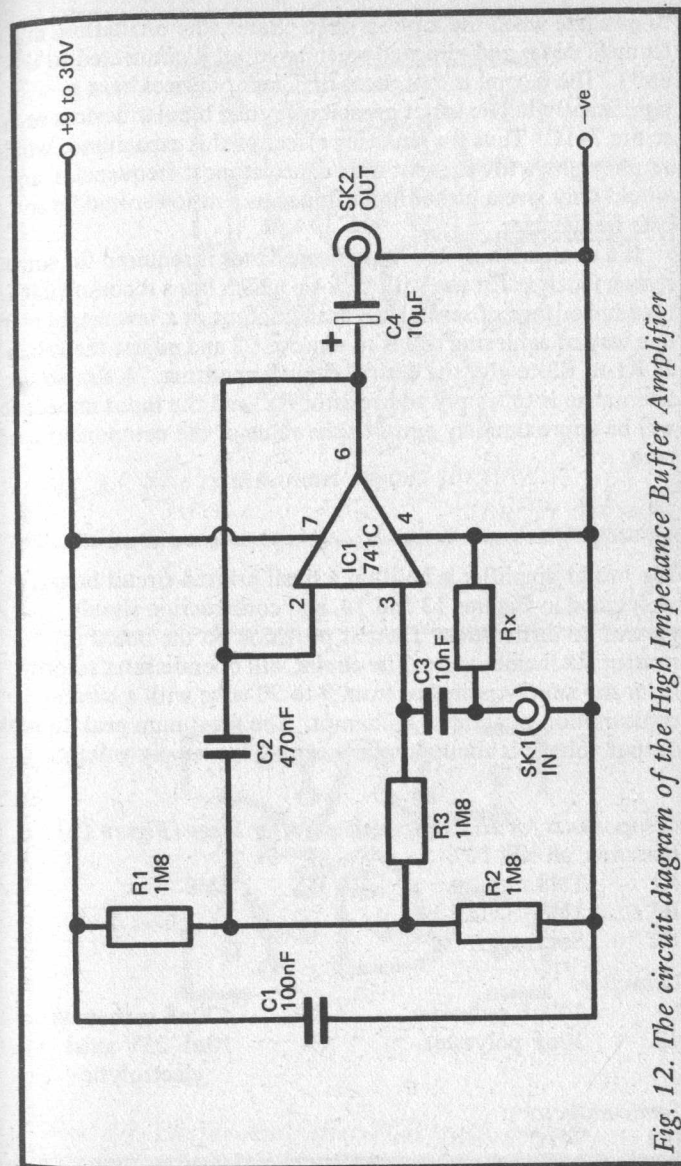 +9 to 30V
R1
1M8
C1
100nF
C2
470nF
2
7
IC1
741C
6
3
4
+
C4
10µF
SK2
OUT
R3
1M8
C3
10nF
Rx
R2
1M8
SK1
IN
−ve
Fig. 12. The circuit diagram of the High Impedance Buffer Amplifier